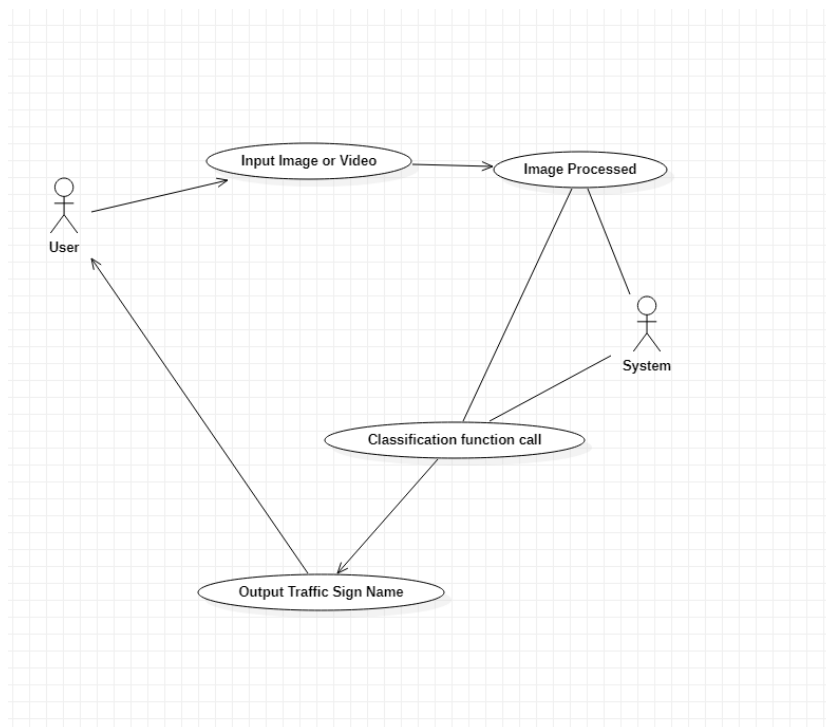 Input Image or Video
Image Processed
User
System
Classification function call
Output Traffic Sign Name